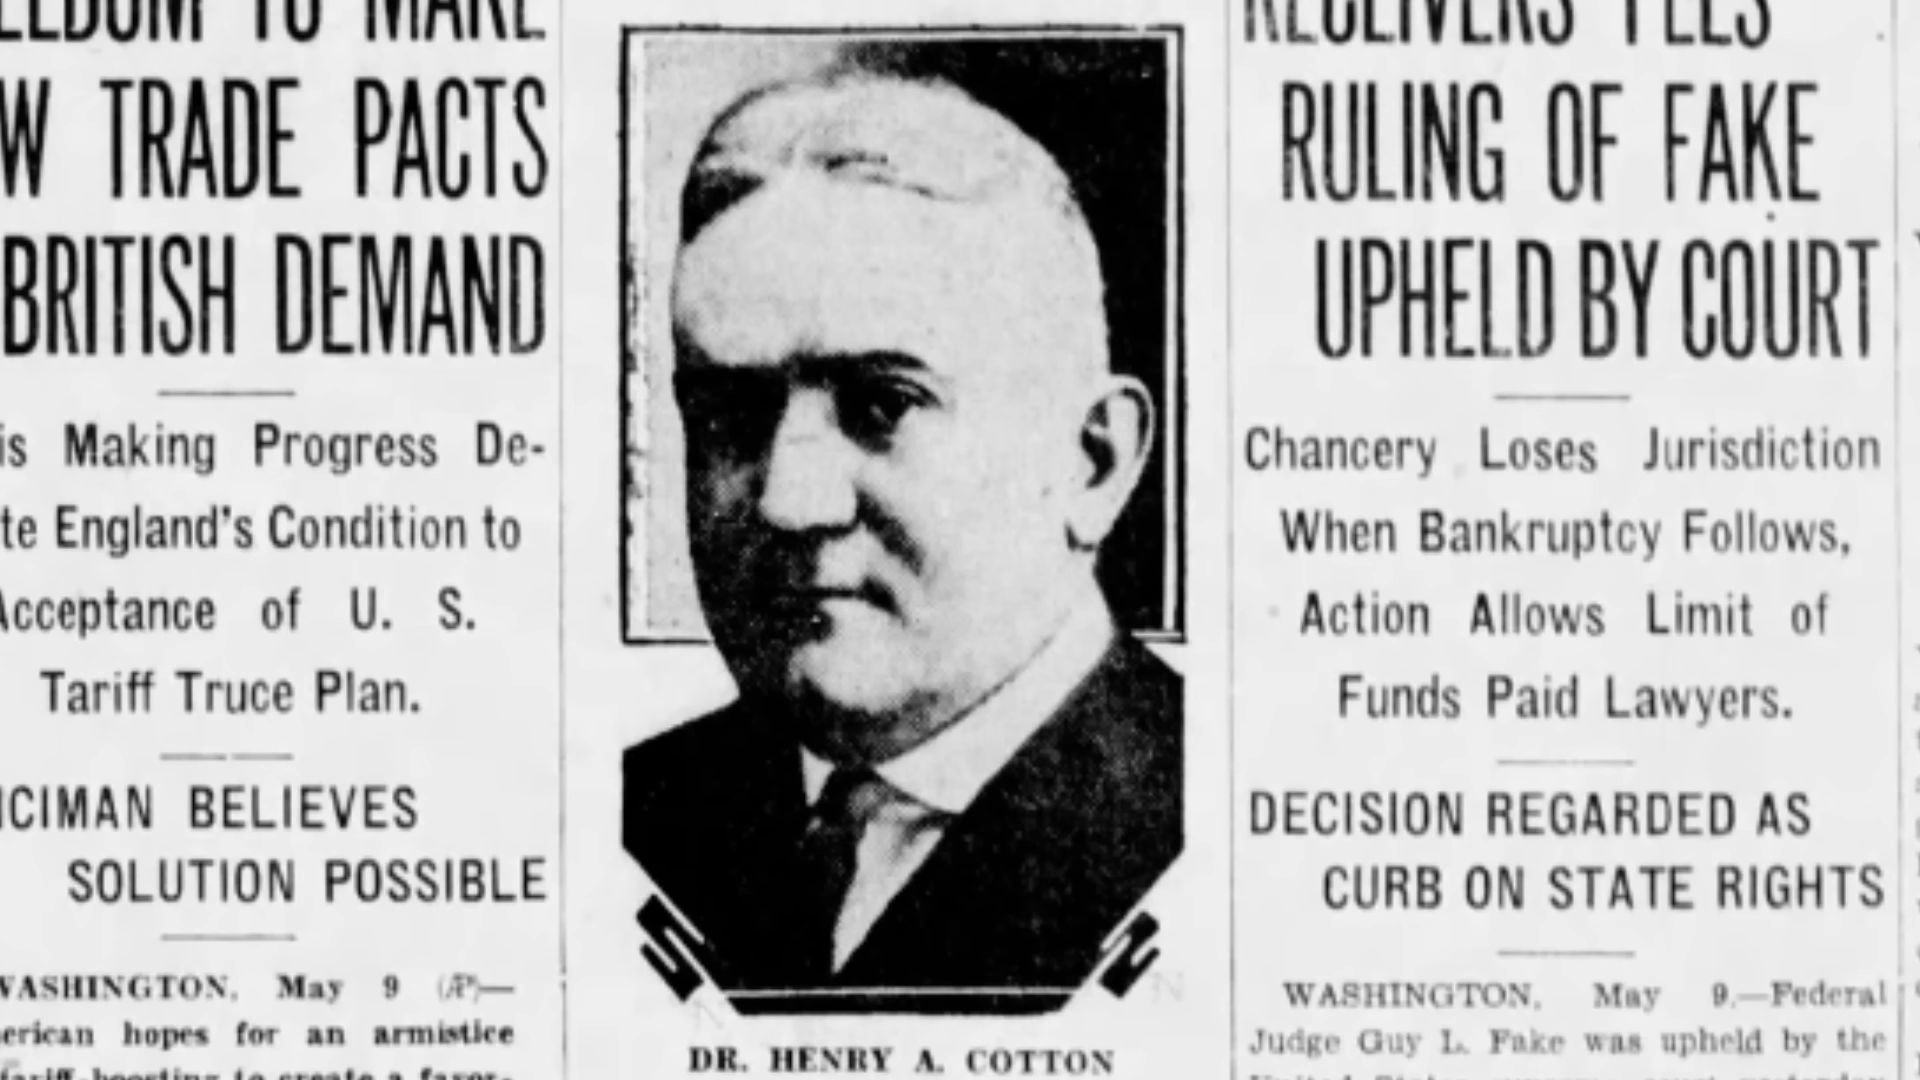 TO MAKE
TRADE PACTS
BRITISH DEMAND
Making Progress De-
te England's Condition to
Acceptance of U. S.
Tariff Truce Plan.
BELIEVES
SOLUTION POSSIBLE
WASHINGTON, May 9 (AP)—
erican hopes for an armistice
DR. HENRY A. COTTON
RECEIVERS FEES
RULING OF FAKE
UPHELD BY COURT
Chancery Loses Jurisdiction
When Bankruptcy Follows,
Action Allows Limit of
Funds Paid Lawyers.
DECISION REGARDED AS
CURB ON STATE RIGHTS
WASHINGTON, May 9.—Federal
Judge Guy L. Fake was upheld by the